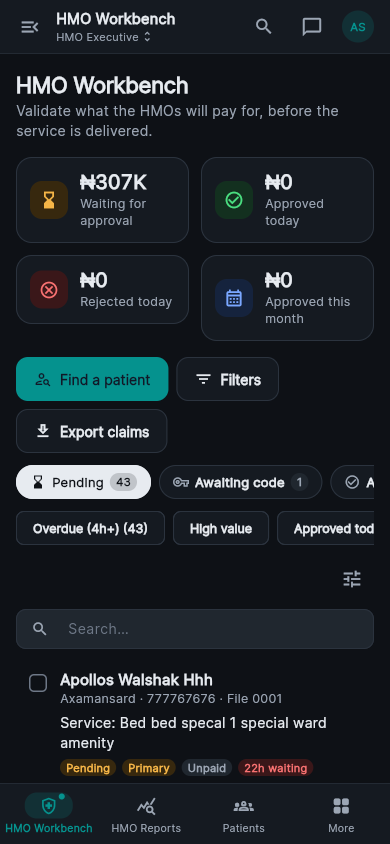 HMO Workbench
HMO Executive
AS
HMO Workbench
Validate what the HMOs will pay for, before the
service is delivered.
₦307K
Waiting for
approval
₦0
Approved
today
₦0
Rejected today
₦0
Approved this
month
Find a patient
Filters
Export claims
Pending 43
Awaiting code 1
A
Overdue (4h+) (43)
High value
Approved tod
Search...
Apollos Walshak Hhh
Axamansard · 777767676 · File 0001
Service: Bed bed specal 1 special ward
amenity
Pending
Primary
Unpaid
22h waiting
HMO Workbench
HMO Reports
Patients
More